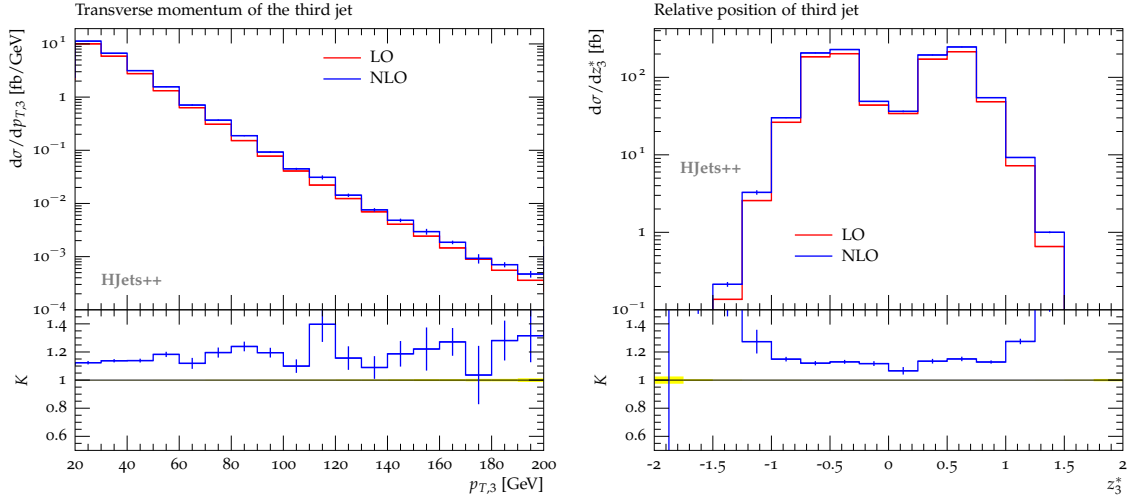 Transverse momentum of the third jet
10^1
1
10^−1
10^−2
10^−3
10^−4
dσ/dp_{T,3} [fb/GeV]
LO
NLO
HJets++
1.4
1.2
1
0.8
0.6
K
20 40 60 80 100 120 140 160 180 200
p_{T,3} [GeV]
Relative position of third jet
10^2
10^1
1
10^−1
dσ/dz_3^* [fb]
HJets++
LO
NLO
1.4
1.2
1
0.8
0.6
K
-2 -1.5 -1 -0.5 0 0.5 1 1.5 2
z_3^*